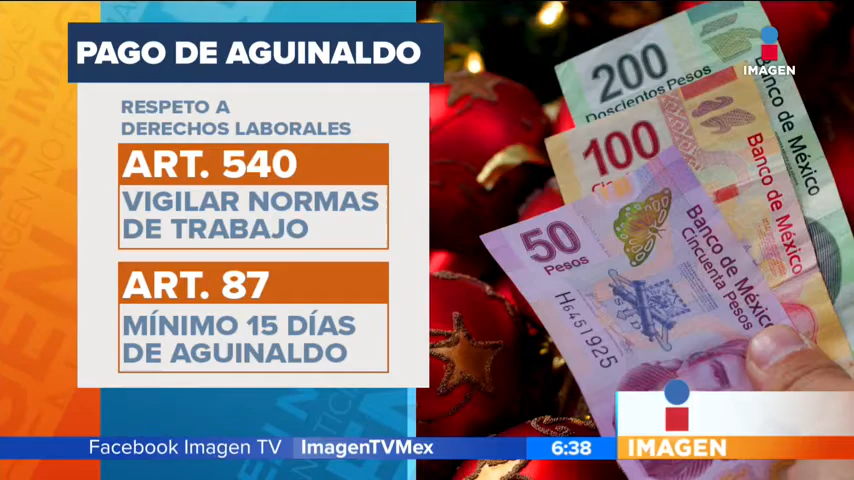 PAGO DE AGUINALDO
RESPETO A
DERECHOS LABORALES
ART. 540
VIGILAR NORMAS
DE TRABAJO
ART. 87
MÍNIMO 15 DÍAS
DE AGUINALDO
IMAGEN
200
Doscientos Pesos
Banco de México
100
Banco de México
50
Pesos
Banco de México
Cincuenta Pesos
H6451925
Facebook Imagen TV
ImagenTVMex
6:38
IMAGEN